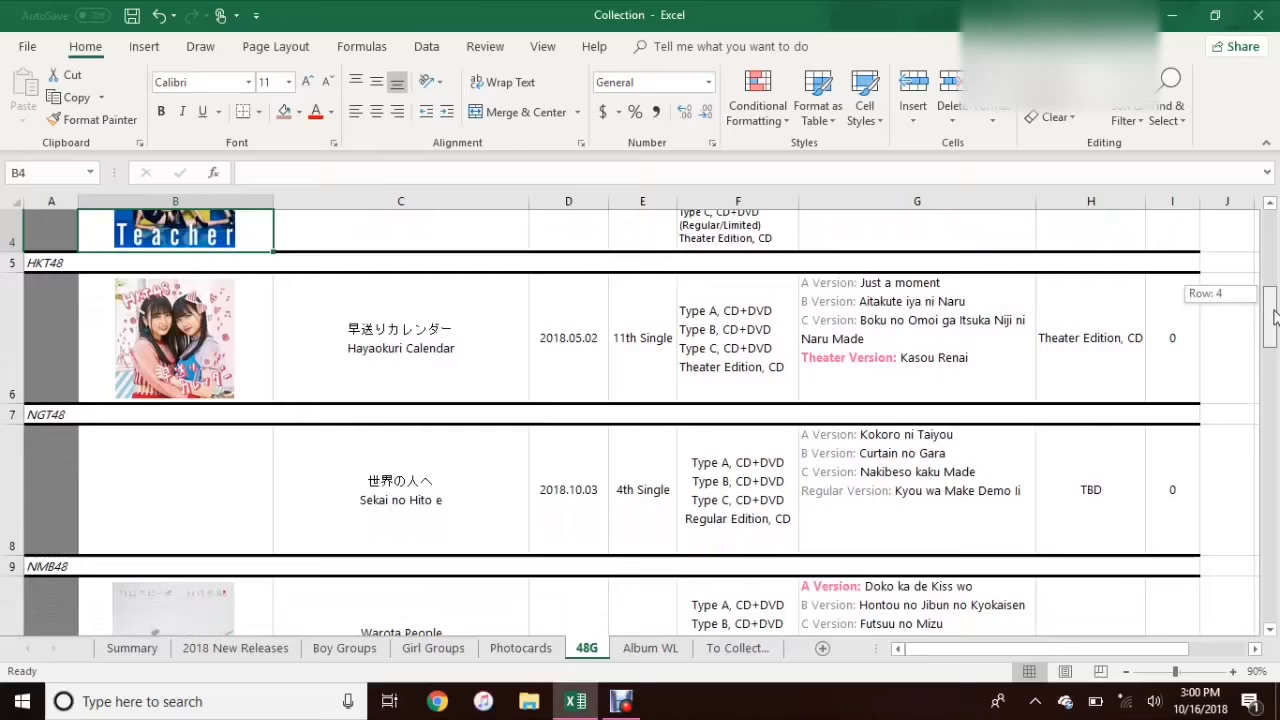 AutoSave Off
Collection - Excel
File Home Insert Draw Page Layout Formulas Data Review View Help Tell me what you want to do Share
Paste Cut Copy Format Painter Clipboard
Calibri 11 B I U Font
Wrap Text Merge & Center Alignment
General $ % , Number
Conditional Formatting Format as Table Cell Styles Styles
Insert Delete Cells
Clear Filter Find & Select Editing
B4 fx
A B C D E F G H I J
4
Teacher
Type C, CD+DVD
(Regular/Limited)
Theater Edition, CD
5 HKT48
6
HKT48
早送りカレンダー
Hayaokuri Calendar
2018.05.02
11th Single
Type A, CD+DVD
Type B, CD+DVD
Type C, CD+DVD
Theater Edition, CD
A Version: Just a moment
B Version: Aitakute iya ni Naru
C Version: Boku no Omoi ga Itsuka Niji ni
Naru Made
Theater Version: Kasou Renai
Theater Edition, CD
0
Row: 4
7 NGT48
8
世界の人へ
Sekai no Hito e
2018.10.03
4th Single
Type A, CD+DVD
Type B, CD+DVD
Type C, CD+DVD
Regular Edition, CD
A Version: Kokoro ni Taiyou
B Version: Curtain no Gara
C Version: Nakibeso kaku Made
Regular Version: Kyou wa Make Demo Ii
TBD
0
9 NMB48
Warota People
Type A, CD+DVD
Type B, CD+DVD
A Version: Doko ka de Kiss wo
B Version: Hontou no Jibun no Kyokaisen
C Version: Futsuu no Mizu
Summary 2018 New Releases Boy Groups Girl Groups Photocards 48G Album WL To Collect...
Ready
90%
Type here to search
3:00 PM
10/16/2018
1